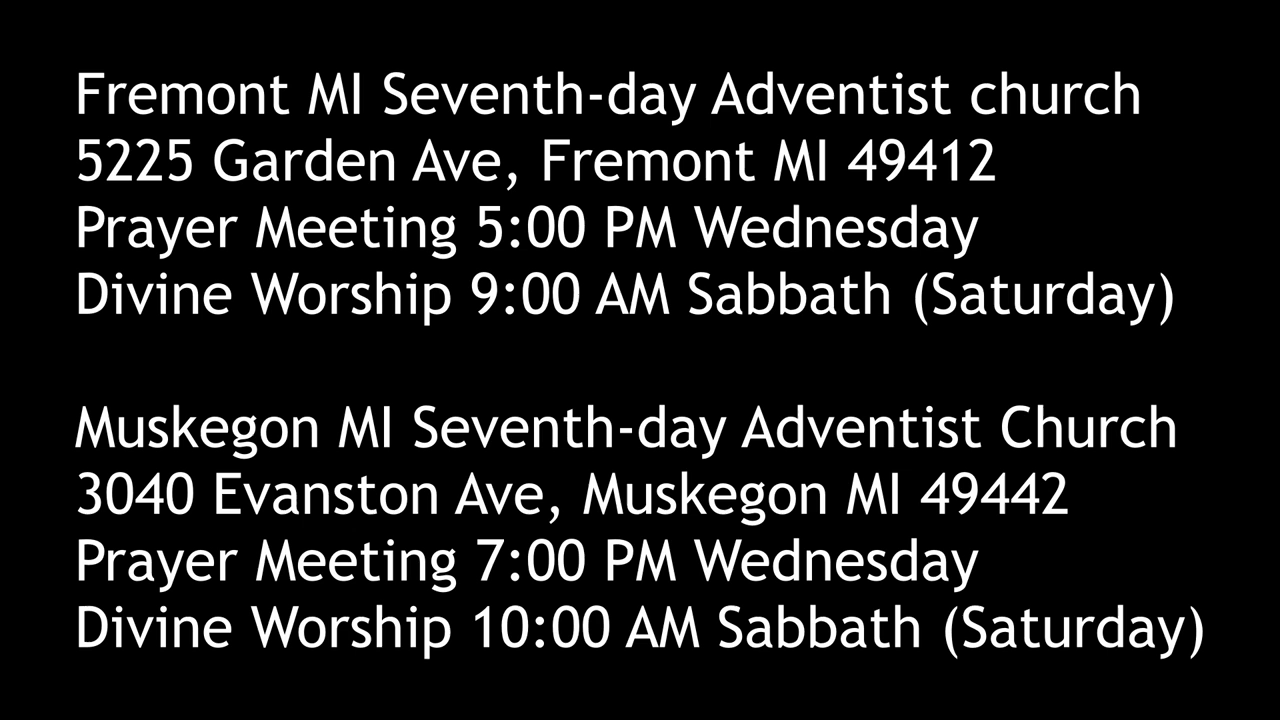 Fremont MI Seventh-day Adventist church
5225 Garden Ave, Fremont MI 49412
Prayer Meeting 5:00 PM Wednesday
Divine Worship 9:00 AM Sabbath (Saturday)
Muskegon MI Seventh-day Adventist Church
3040 Evanston Ave, Muskegon MI 49442
Prayer Meeting 7:00 PM Wednesday
Divine Worship 10:00 AM Sabbath (Saturday)